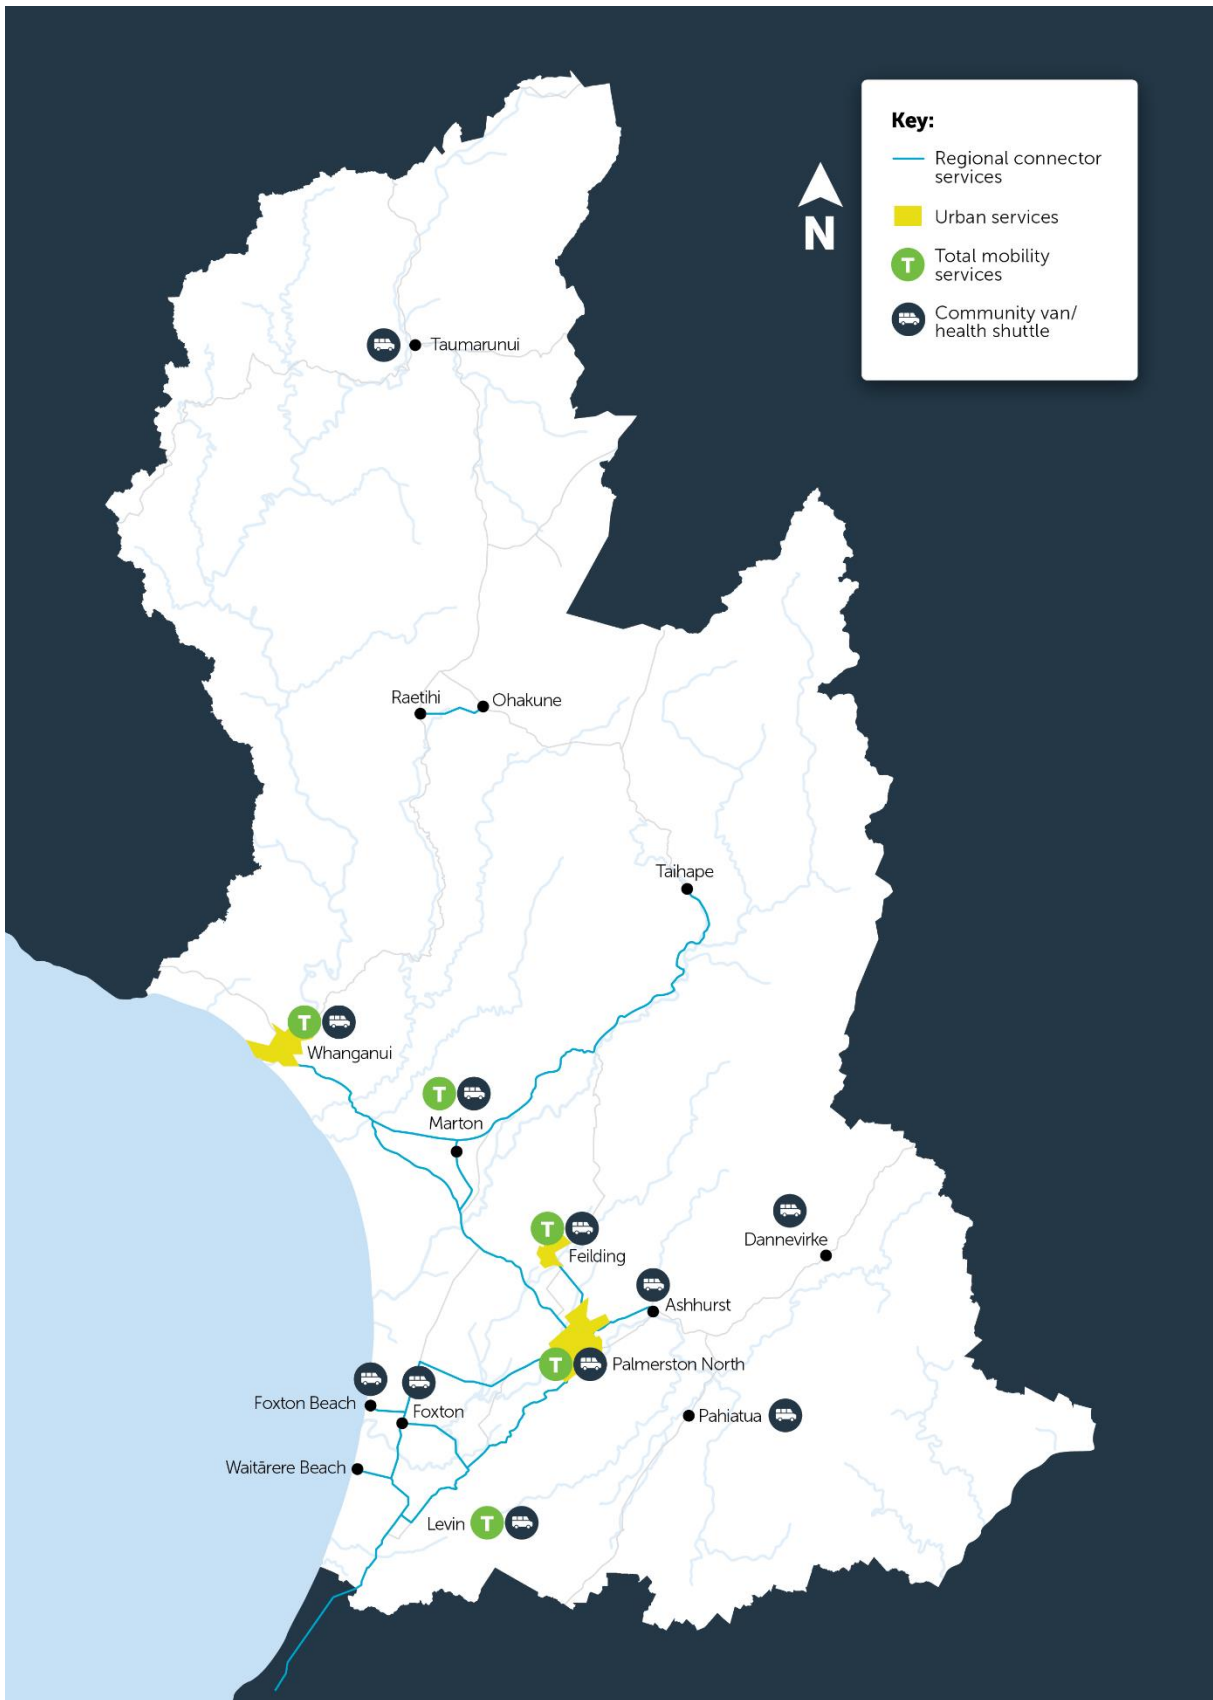 Key:
Regional connector
services
Urban services
T
Total mobility
services
Community van/
health shuttle
N
Taumarunui
Raetihi
Ohakune
Taihape
T
Whanganui
T
Marton
T
Feilding
Dannevirke
Ashhurst
T
Palmerston North
Foxton Beach
Foxton
Pahiatua
Waitārere Beach
Levin
T